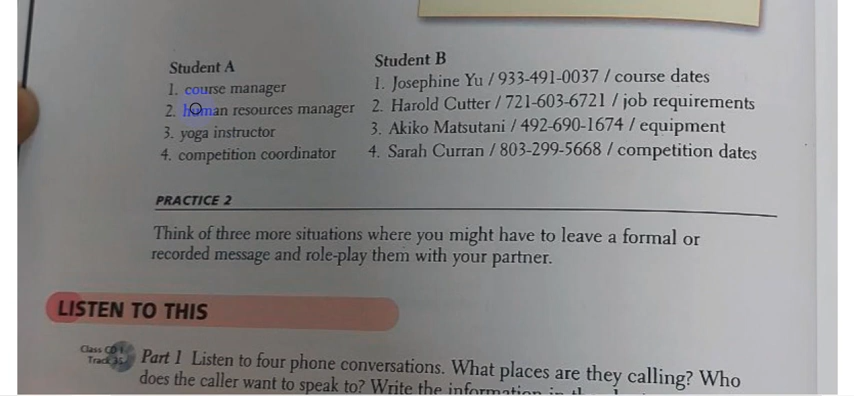 Student A
1. course manager
2. human resources manager
3. yoga instructor
4. competition coordinator
Student B
1. Josephine Yu / 933-491-0037 / course dates
2. Harold Cutter / 721-603-6721 / job requirements
3. Akiko Matsutani / 492-690-1674 / equipment
4. Sarah Curran / 803-299-5668 / competition dates
PRACTICE 2
Think of three more situations where you might have to leave a formal or
recorded message and role-play them with your partner.
LISTEN TO THIS
Class CD 1
Track
Part 1 Listen to four phone conversations. What places are they calling? Who
does the caller want to speak to? Write the information in the